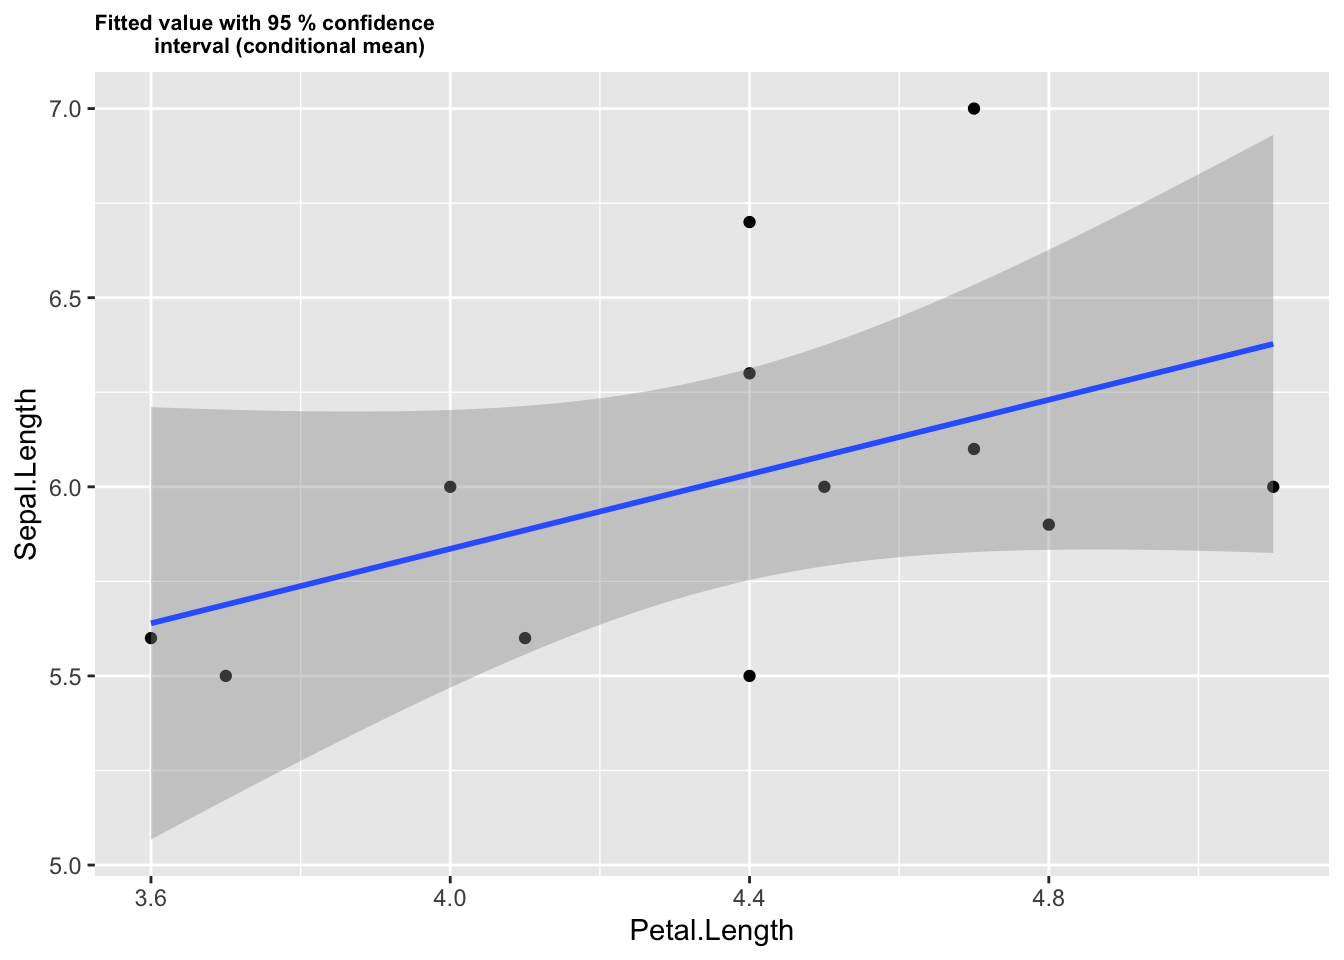 Fitted value with 95 % confidence
interval (conditional mean)
7.0
6.5
6.0
5.5
5.0
Sepal.Length
3.6 4.0 4.4 4.8
Petal.Length